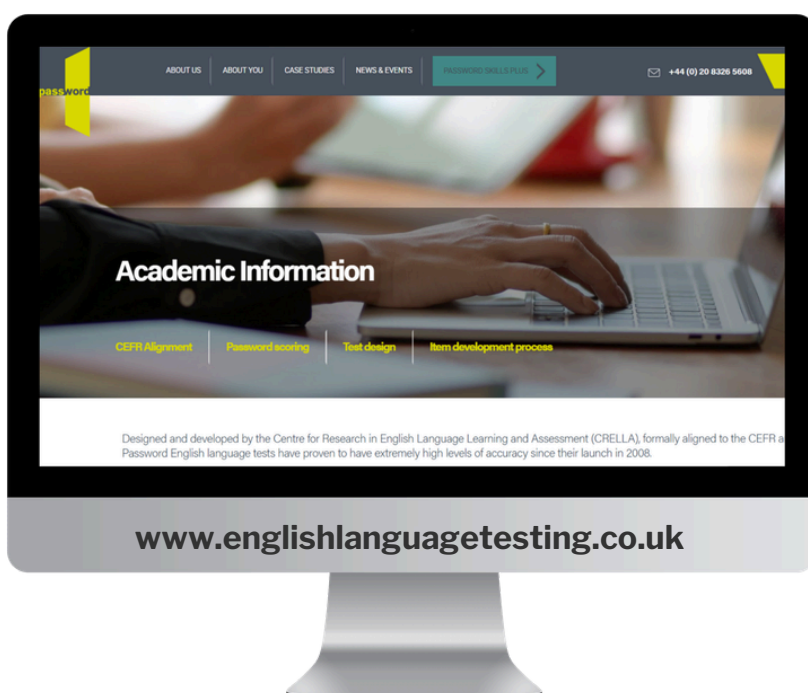 ABOUT US
ABOUT YOU
CASE STUDIES
NEWS & EVENTS
PASSWORD SKILLS PLUS
+44 (0) 20 8326 5608
password
Academic Information
CEFR Alignment
Password scoring
Test design
Item development process
Designed and developed by the Centre for Research in English Language Learning and Assessment (CRELLA), formally aligned to the CEFR a
Password English language tests have proven to have extremely high levels of accuracy since their launch in 2008.
www.englishlanguagetesting.co.uk